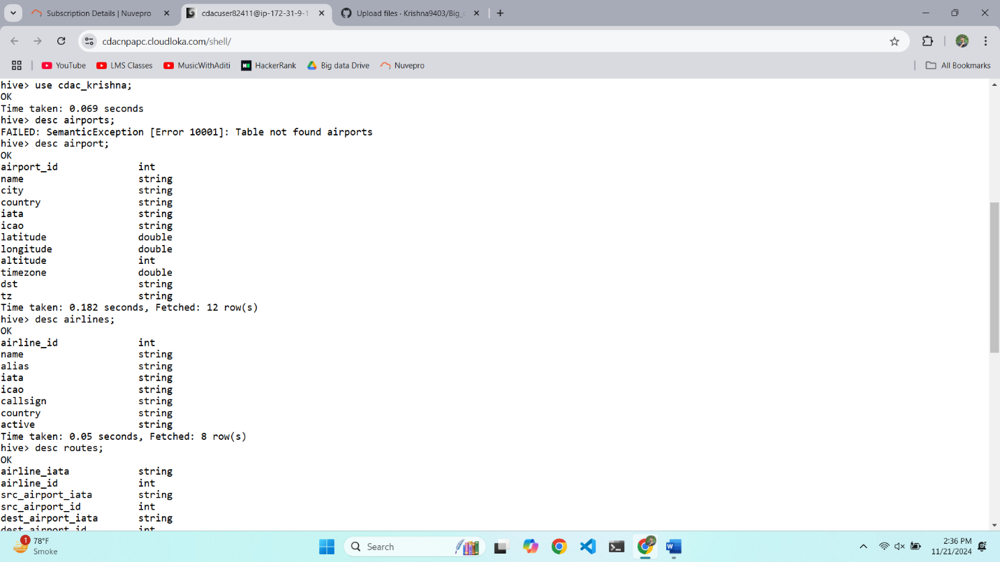 Subscription Details | Nuvepro
cdacuser82411@ip-172-31-9-1
Upload files · Krishna9403/Big_
cdacnpapc.cloudloka.com/shell/
YouTube
LMS Classes
MusicWithAditi
HackerRank
Big data Drive
Nuvepro
All Bookmarks
hive> use cdac_krishna;
OK
Time taken: 0.069 seconds
hive> desc airports;
FAILED: SemanticException [Error 10001]: Table not found airports
hive> desc airport;
OK
airport_id int
name string
city string
country string
iata string
icao string
latitude double
longitude double
altitude int
timezone double
dst string
tz string
Time taken: 0.182 seconds, Fetched: 12 row(s)
hive> desc airlines;
OK
airline_id int
name string
alias string
iata string
icao string
callsign string
country string
active string
Time taken: 0.05 seconds, Fetched: 8 row(s)
hive> desc routes;
OK
airline_iata string
airline_id int
src_airport_iata string
src_airport_id int
dest_airport_iata string
dest_airport_id int
1
78°F
Smoke
Search
2:36 PM
11/21/2024